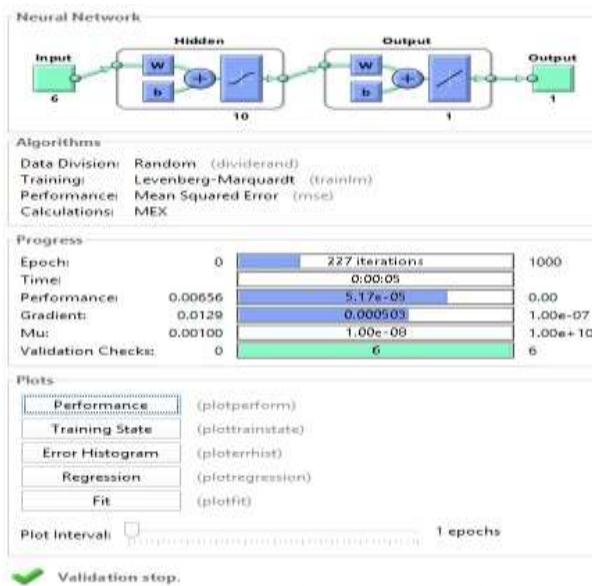 Neural Network
Hidden
Output
Input
W
b
+
W
b
+
Output
6
10
1
1
Algorithms
Data Division: Random (dividerand)
Training: Levenberg-Marquardt (trainlm)
Performance: Mean Squared Error (mse)
Calculations: MEX
Progress
Epoch: 0 227 iterations 1000
Time: 0:00:05
Performance: 0.00656 5.17e-05 0.00
Gradient: 0.0129 0.000503 1.00e-07
Mu: 0.00100 1.00e-08 1.00e+10
Validation Checks: 0 6 6
Plots
Performance (plotperform)
Training State (plottrainstate)
Error Histogram (ploterrhist)
Regression (plotregression)
Fit (plotfit)
Plot Interval: 1 epochs
Validation stop.